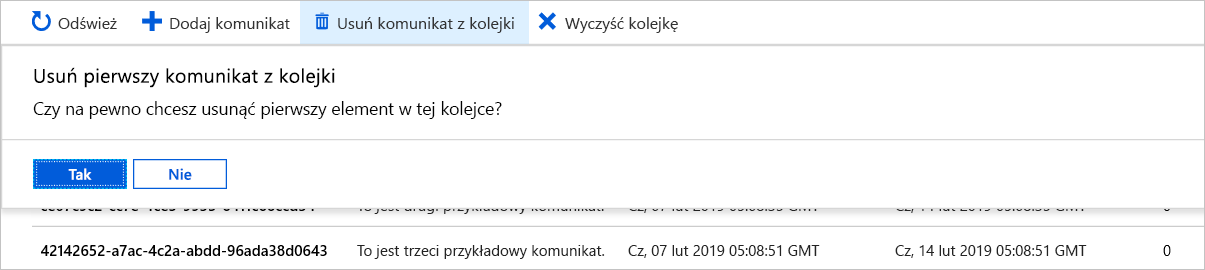 Odśwież Dodaj komunikat Usuń komunikat z kolejki Wyczyść kolejkę
Usuń pierwszy komunikat z kolejki
Czy na pewno chcesz usunąć pierwszy element w tej kolejce?
Tak Nie
To jest drugi przykładowy komunikat. Cz, 07 lut 2019 05:08:35 GMT Cz, 14 lut 2019 05:08:35 GMT 0
42142652-a7ac-4c2a-abdd-96ada38d0643 To jest trzeci przykładowy komunikat. Cz, 07 lut 2019 05:08:51 GMT Cz, 14 lut 2019 05:08:51 GMT 0